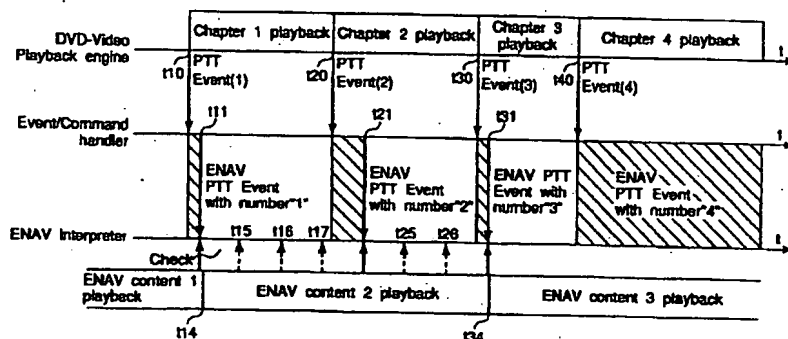 Chapter 1 playback
Chapter 2 playback
Chapter 3
playback
Chapter 4 playback
DVD-Video
Playback engine
t
t10
PTT
Event(1)
t20
PTT
Event(2)
t30
PTT
Event(3)
t40
PTT
Event(4)
t11
t21
t31
Event/Command
handler
t
ENAV
PTT Event
with number"1"
ENAV
PTT Event
with number"2"
ENAV PTT
Event with
number"3"
ENAV
PTT Event
with number"4"
ENAV Interpreter
t15
t16
t17
t25
t26
t
Check
ENAV content 1
playback
ENAV content 2 playback
ENAV content 3 playback
t14
t34